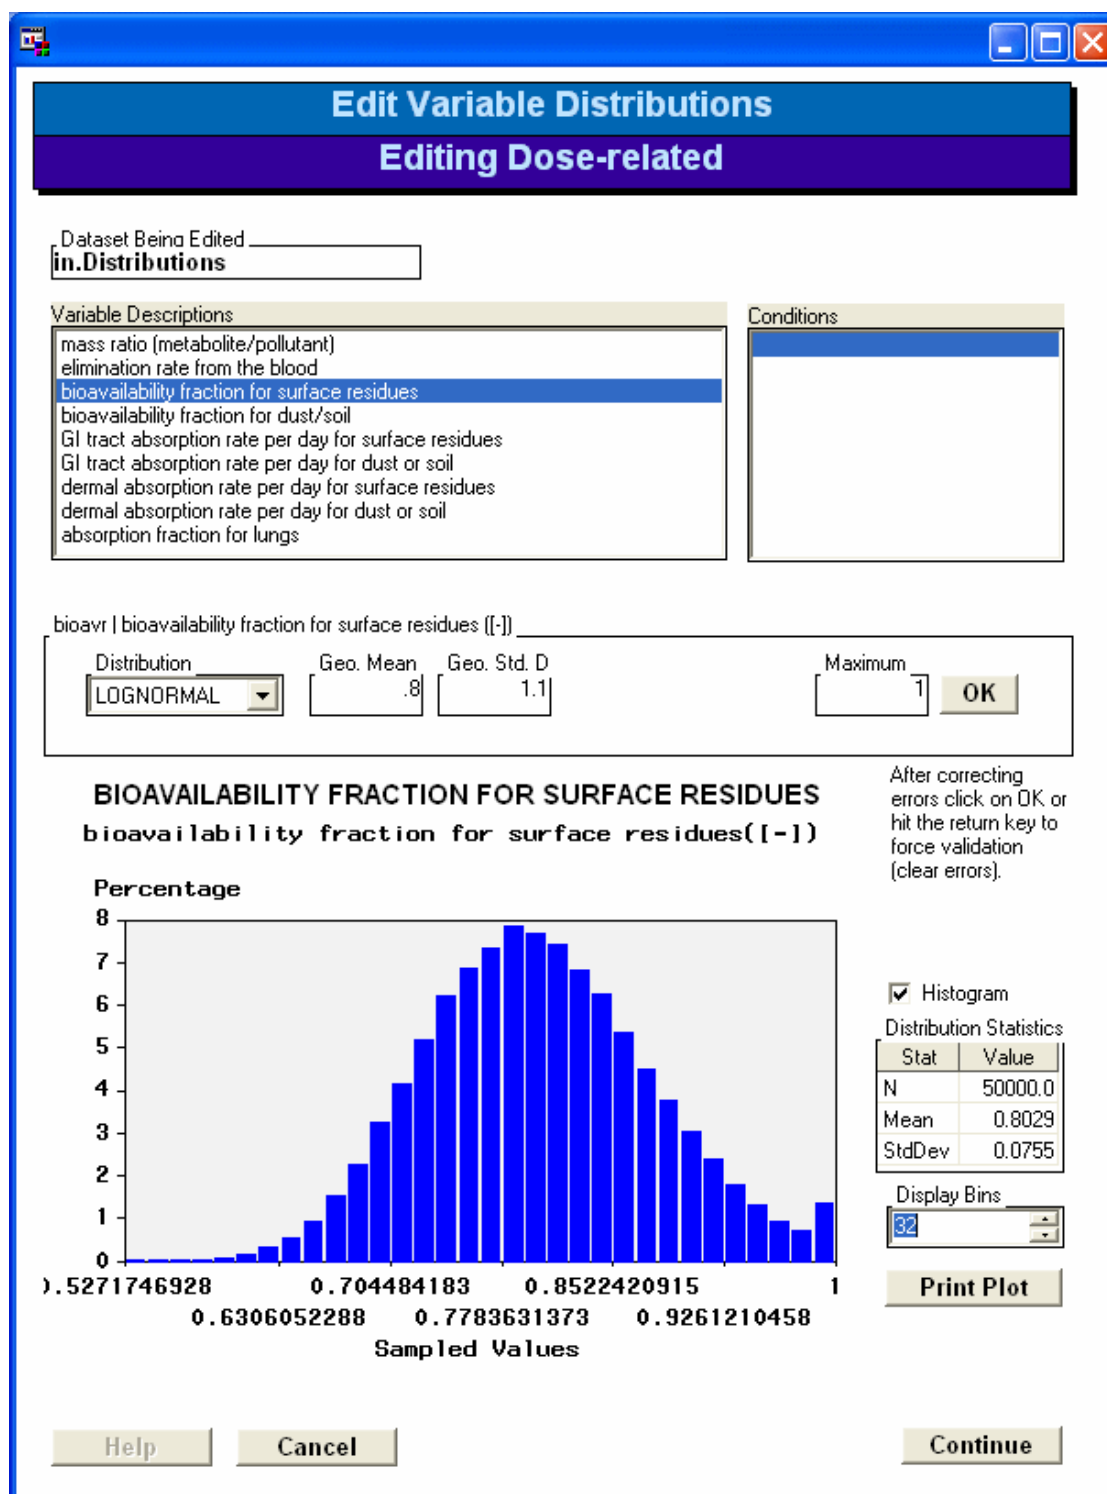 Edit Variable Distributions
Editing Dose-related
Dataset Being Edited
in.Distributions
Variable Descriptions
mass ratio (metabolite/pollutant)
elimination rate from the blood
bioavailability fraction for surface residues
bioavailability fraction for dust/soil
GI tract absorption rate per day for surface residues
GI tract absorption rate per day for dust or soil
dermal absorption rate per day for surface residues
dermal absorption rate per day for dust or soil
absorption fraction for lungs
Conditions
bioavr | bioavailability fraction for surface residues ([-])
Distribution Geo. Mean Geo. Std. D Maximum
LOGNORMAL .8 1.1 1 OK
After correcting
errors click on OK or
hit the return key to
force validation
(clear errors).
BIOAVAILABILITY FRACTION FOR SURFACE RESIDUES
bioavailability fraction for surface residues([-])
Percentage
8
7
6
5
4
3
2
1
0
).5271746928 0.704484183 0.8522420915 1
0.6306052288 0.7783631373 0.9261210458
Sampled Values
Histogram
Distribution Statistics
Stat Value
N 50000.0
Mean 0.8029
StdDev 0.0755
Display Bins
32
Print Plot
Help Cancel Continue